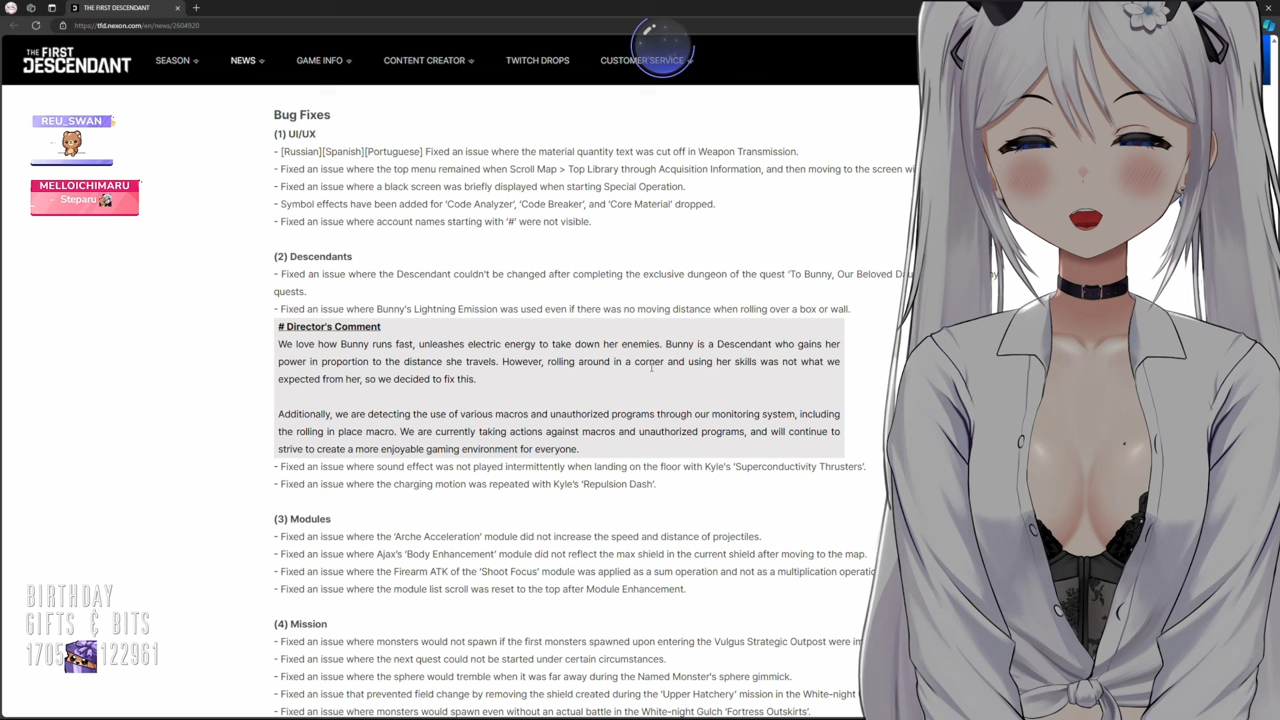 THE FIRST DESCENDANT
https://tfd.nexon.com/en/news/2604920
THE FIRST DESCENDANT
SEASON NEWS GAME INFO CONTENT CREATOR TWITCH DROPS CUSTOMER SERVICE
REU_SWAN
MELLOICHIMARU
Steparu
Bug Fixes
(1) UI/UX
- [Russian][Spanish][Portuguese] Fixed an issue where the material quantity text was cut off in Weapon Transmission.
- Fixed an issue where the top menu remained when Scroll Map > Top Library through Acquisition Information, and then moving to the screen
- Fixed an issue where a black screen was briefly displayed when starting Special Operation.
- Symbol effects have been added for 'Code Analyzer', 'Code Breaker', and 'Core Material' dropped.
- Fixed an issue where account names starting with '#' were not visible.
(2) Descendants
- Fixed an issue where the Descendant couldn't be changed after completing the exclusive dungeon of the quest 'To Bunny, Our Beloved
quests.
- Fixed an issue where Bunny's Lightning Emission was used even if there was no moving distance when rolling over a box or wall.
# Director's Comment
We love how Bunny runs fast, unleashes electric energy to take down her enemies. Bunny is a Descendant who gains her
power in proportion to the distance she travels. However, rolling around in a corner and using her skills was not what we
expected from her, so we decided to fix this.
Additionally, we are detecting the use of various macros and unauthorized programs through our monitoring system, including
the rolling in place macro. We are currently taking actions against macros and unauthorized programs, and will continue to
strive to create a more enjoyable gaming environment for everyone.
- Fixed an issue where sound effect was not played intermittently when landing on the floor with Kyle's 'Superconductivity Thrusters'.
- Fixed an issue where the charging motion was repeated with Kyle's 'Repulsion Dash'.
(3) Modules
- Fixed an issue where the 'Arche Acceleration' module did not increase the speed and distance of projectiles.
- Fixed an issue where Ajax's 'Body Enhancement' module did not reflect the max shield in the current shield after moving to the map.
- Fixed an issue where the Firearm ATK of the 'Shoot Focus' module was applied as a sum operation and not as a multiplication
- Fixed an issue where the module list scroll was reset to the top after Module Enhancement.
(4) Mission
- Fixed an issue where monsters would not spawn if the first monsters spawned upon entering the Vulgus Strategic Outpost were
- Fixed an issue where the next quest could not be started under certain circumstances.
- Fixed an issue where the sphere would tremble when it was far away during the Named Monster's sphere gimmick.
- Fixed an issue that prevented field change by removing the shield created during the 'Upper Hatchery' mission in the White-night
- Fixed an issue where monsters would spawn even without an actual battle in the White-night Gulch 'Fortress Outskirts'.
BIRTHDAY
GIFTS & BITS
1705 122961